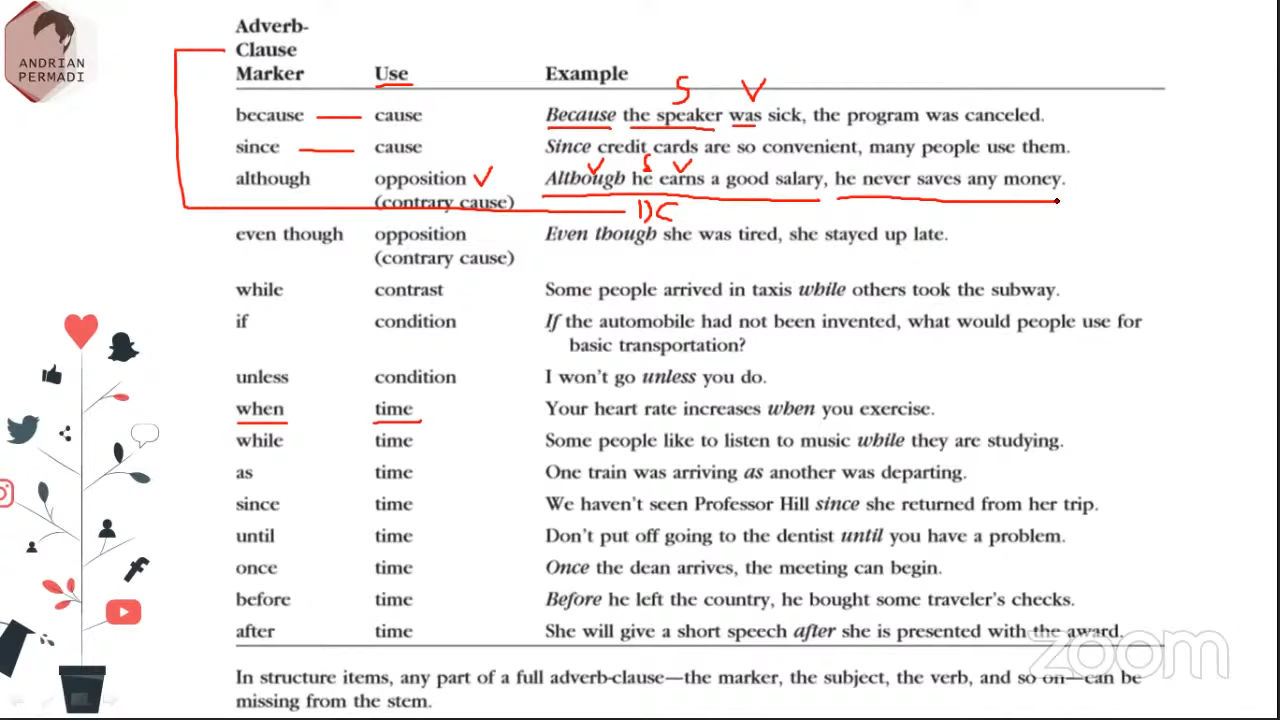 ANDRIAN
PERMADI
Adverb-
Clause
Marker Use Example
S V
because cause Because the speaker was sick, the program was canceled.
since cause Since credit cards are so convenient, many people use them.
S
although opposition Although he earns a good salary, he never saves any money.
(contrary cause)
DC
even though opposition Even though she was tired, she stayed up late.
(contrary cause)
while contrast Some people arrived in taxis while others took the subway.
if condition If the automobile had not been invented, what would people use for
basic transportation?
unless condition I won't go unless you do.
when time Your heart rate increases when you exercise.
while time Some people like to listen to music while they are studying.
as time One train was arriving as another was departing.
since time We haven't seen Professor Hill since she returned from her trip.
until time Don't put off going to the dentist until you have a problem.
once time Once the dean arrives, the meeting can begin.
before time Before he left the country, he bought some traveler's checks.
after time She will give a short speech after she is presented with the award.
zoom
In structure items, any part of a full adverb-clause—the marker, the subject, the verb, and so on—can be
missing from the stem.